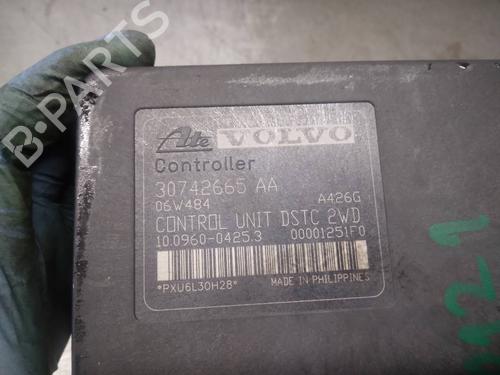 Ate VOLVO
Controller
30742665 AA
06W484 A426G
CONTROL UNIT DSTC 2WD
10.0960-0425.3 00001251F0
*PXU6L30H28* MADE IN PHILIPPINES
B-PARTS